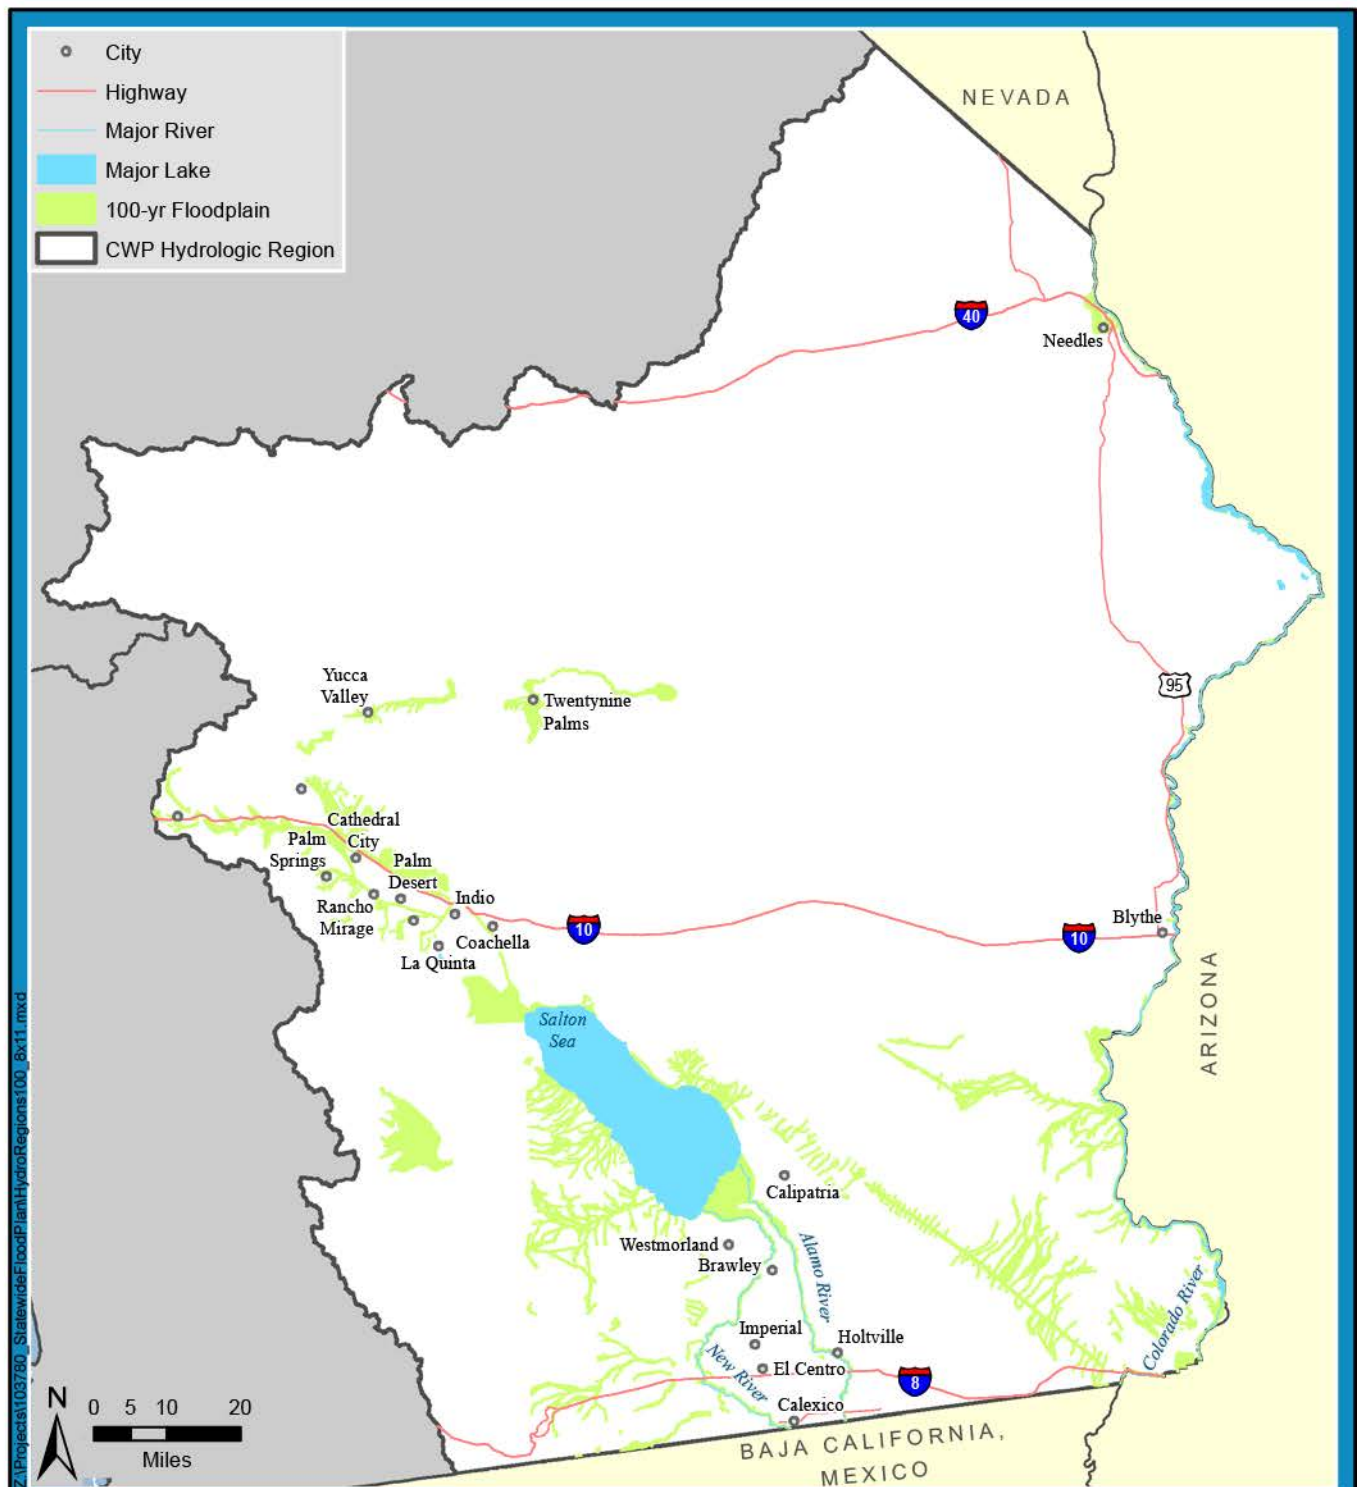 City
Highway
Major River
Major Lake
100-yr Floodplain
CWP Hydrologic Region
NEVADA
40
Needles
Yucca
Valley
Twentynine
Palms
95
Cathedral
City
Palm
Springs
Palm
Desert
Indio
Rancho
Mirage
Coachella
La Quinta
10
10
Blythe
ARIZONA
Salton
Sea
Calipatria
Westmorland
Brawley
Alamo River
Imperial
Holtville
New River
El Centro
Calexico
8
Colorado River
BAJA CALIFORNIA,
MEXICO
N
0 5 10 20
Miles
Z:\Projects\103780_StatewideFloodPlan\HydroRegions100_8x11.mxd